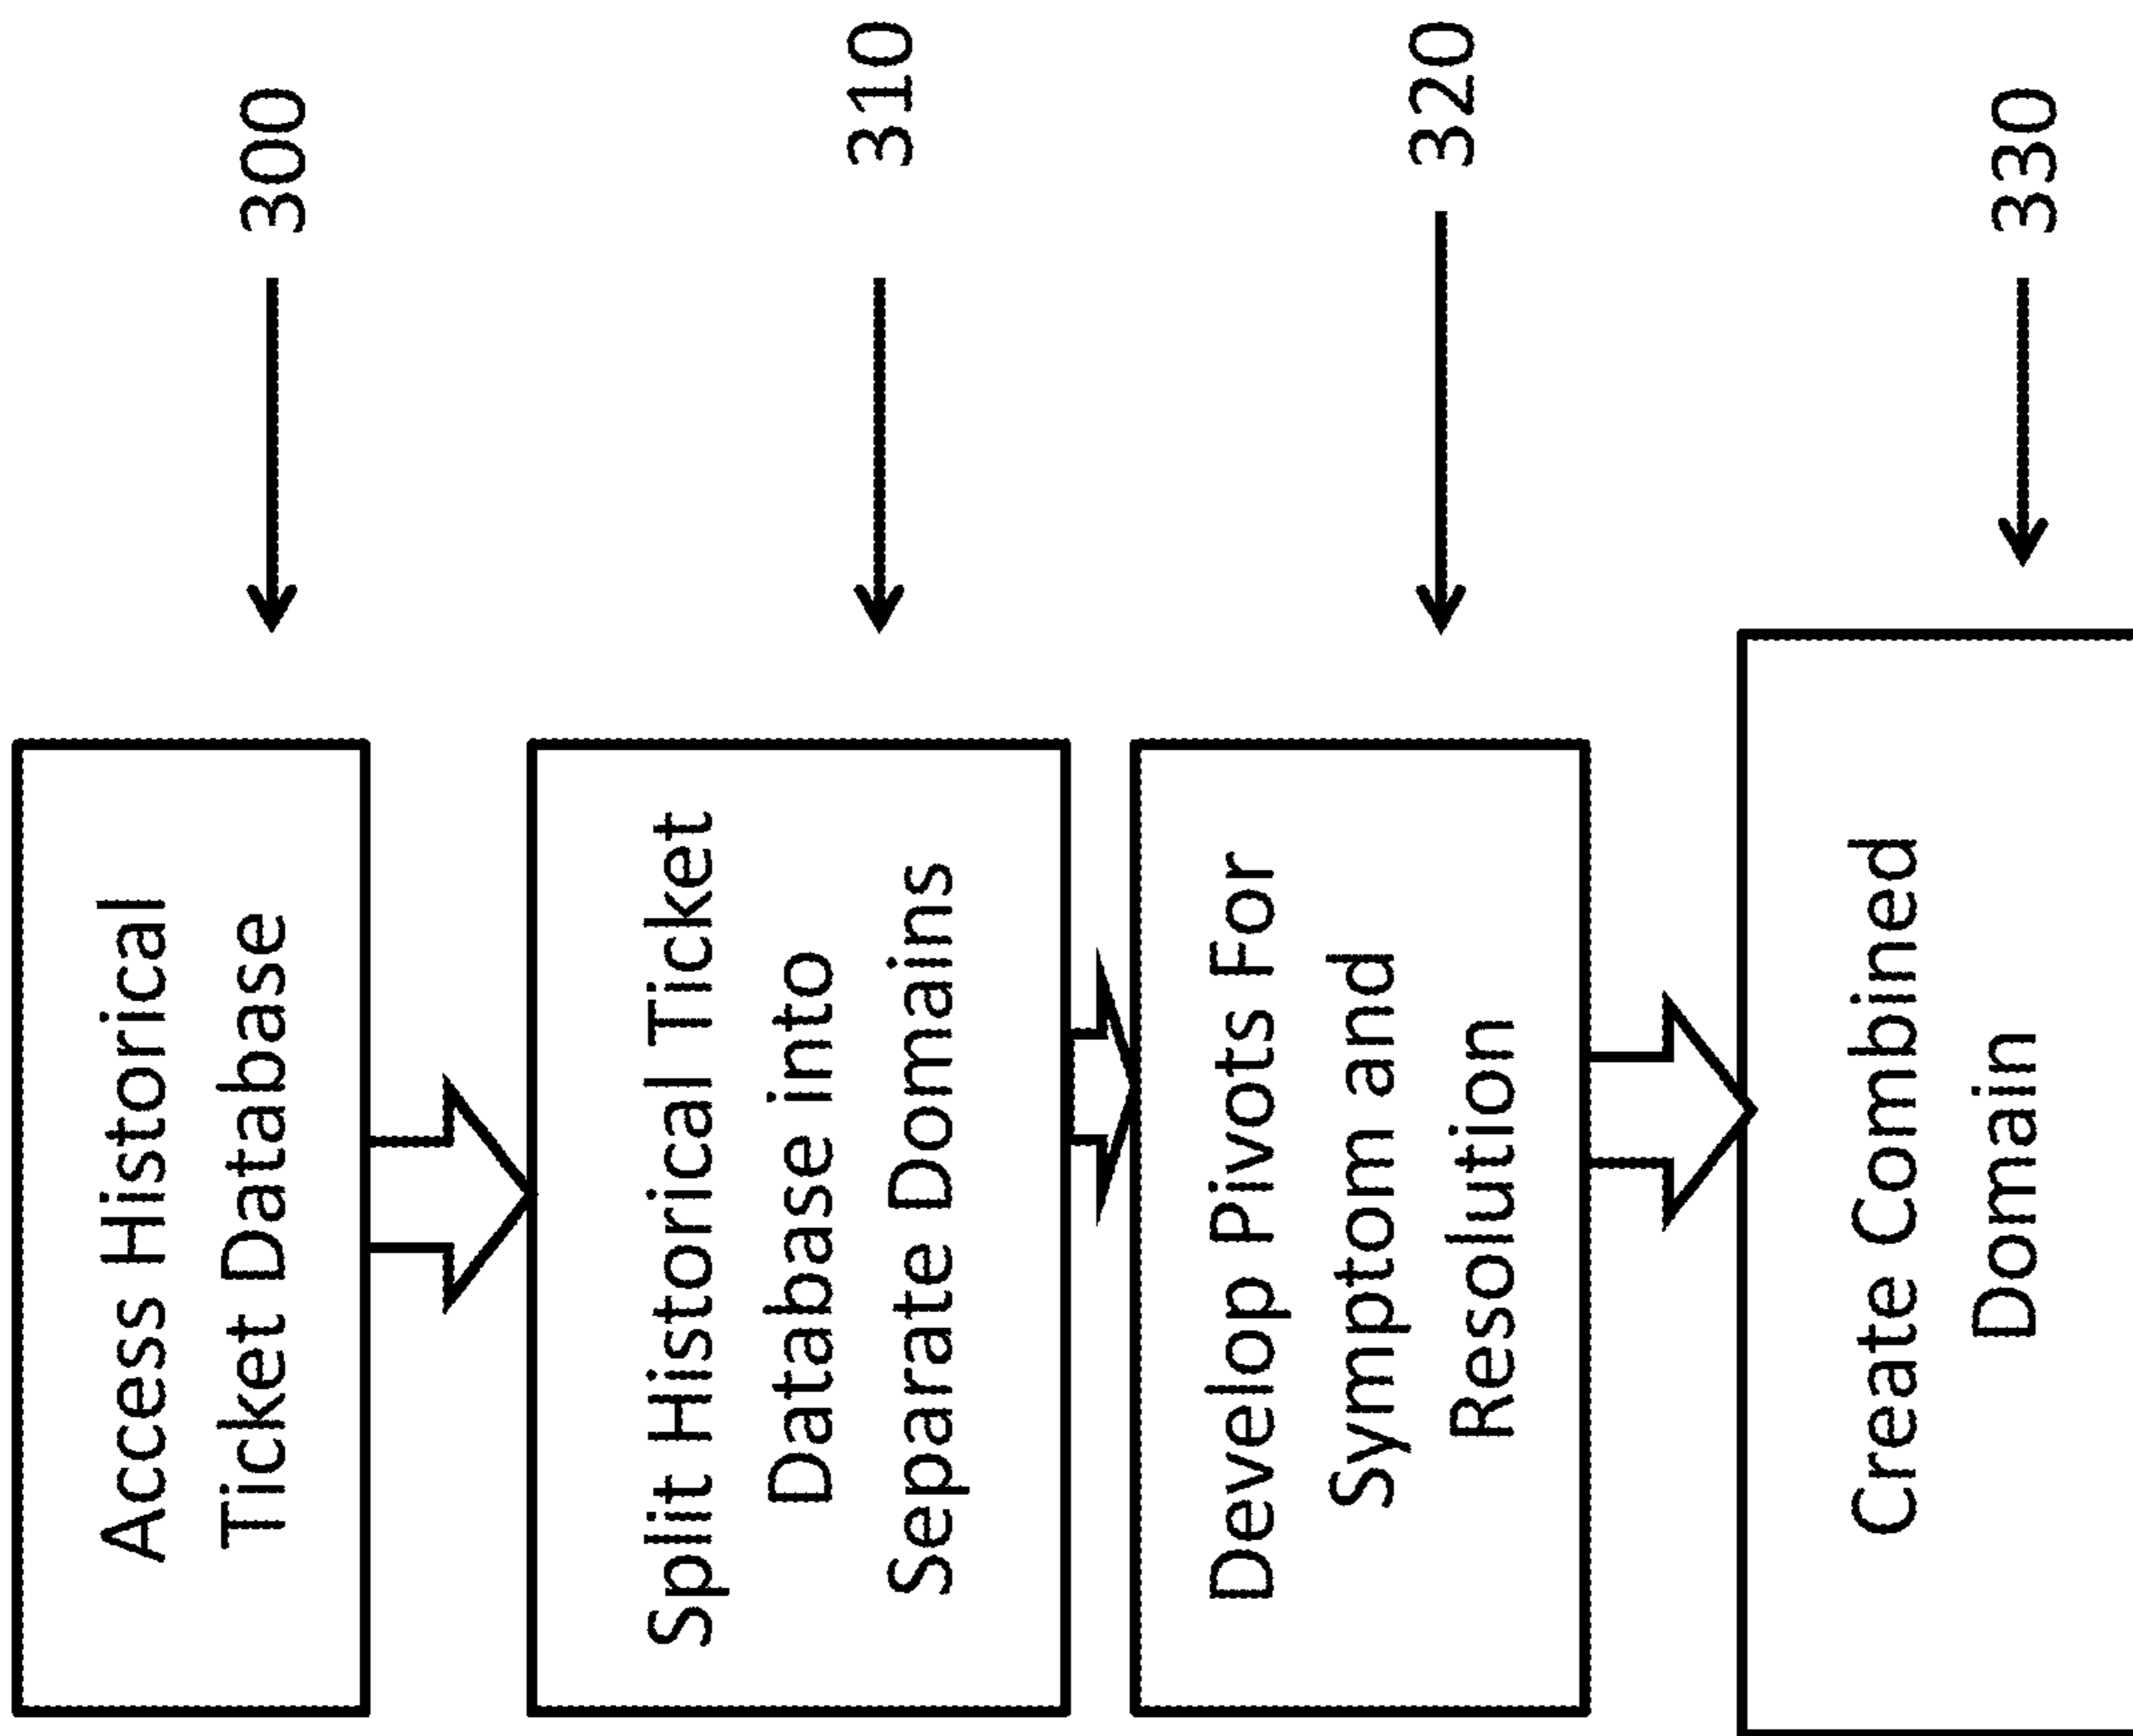 Access Historical
Ticket Database
300
Split Historical Ticket
Database into
Separate Domains
310
Develop Pivots For
Symptom and
Resolution
320
Create Combined
Domain
330